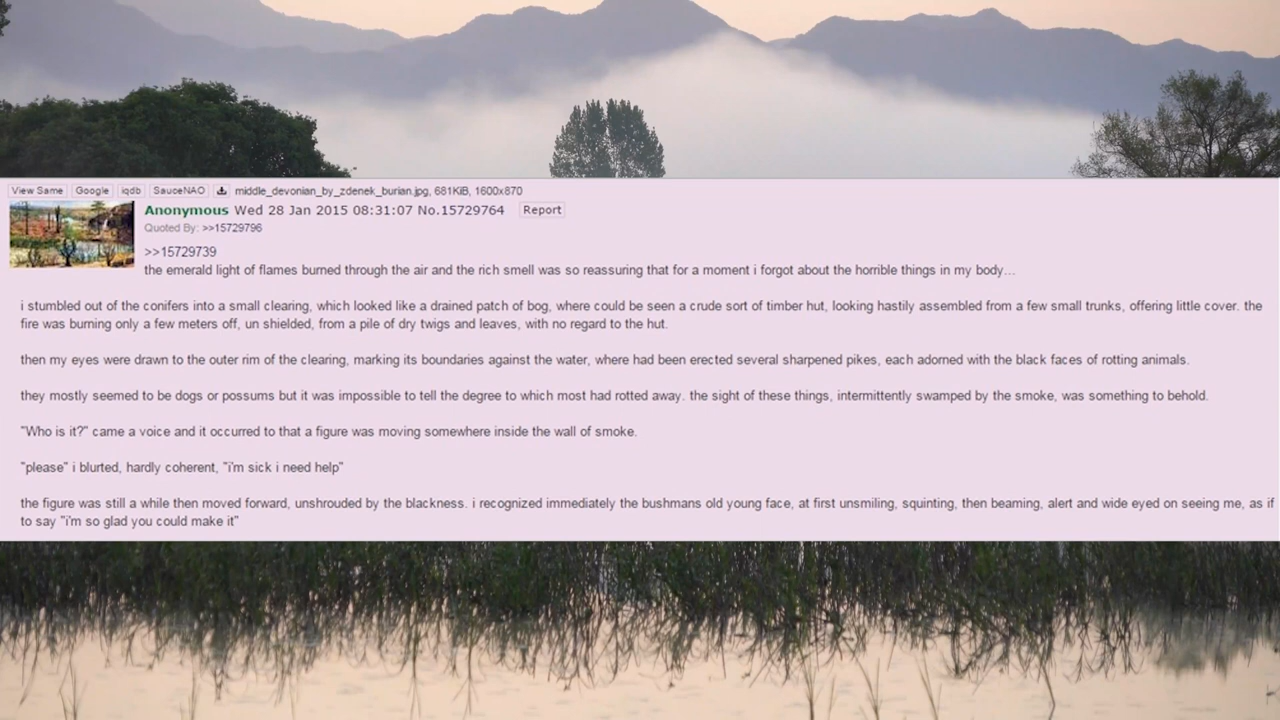 View Same Google iqdb SauceNAO middle_devonian_by_zdenek_burian.jpg, 681KiB, 1600x870
Anonymous Wed 28 Jan 2015 08:31:07 No.15729764 Report
Quoted By: >>15729796
>>15729739
the emerald light of flames burned through the air and the rich smell was so reassuring that for a moment i forgot about the horrible things in my body...
i stumbled out of the conifers into a small clearing, which looked like a drained patch of bog, where could be seen a crude sort of timber hut, looking hastily assembled from a few small trunks, offering little cover. the
fire was burning only a few meters off, un shielded, from a pile of dry twigs and leaves, with no regard to the hut.
then my eyes were drawn to the outer rim of the clearing, marking its boundaries against the water, where had been erected several sharpened pikes, each adorned with the black faces of rotting animals.
they mostly seemed to be dogs or possums but it was impossible to tell the degree to which most had rotted away. the sight of these things, intermittently swamped by the smoke, was something to behold.
"Who is it?" came a voice and it occurred to that a figure was moving somewhere inside the wall of smoke.
"please" i blurted, hardly coherent, "i'm sick i need help"
the figure was still a while then moved forward, unshrouded by the blackness. i recognized immediately the bushmans old young face, at first unsmiling, squinting, then beaming, alert and wide eyed on seeing me, as if
to say "i'm so glad you could make it"